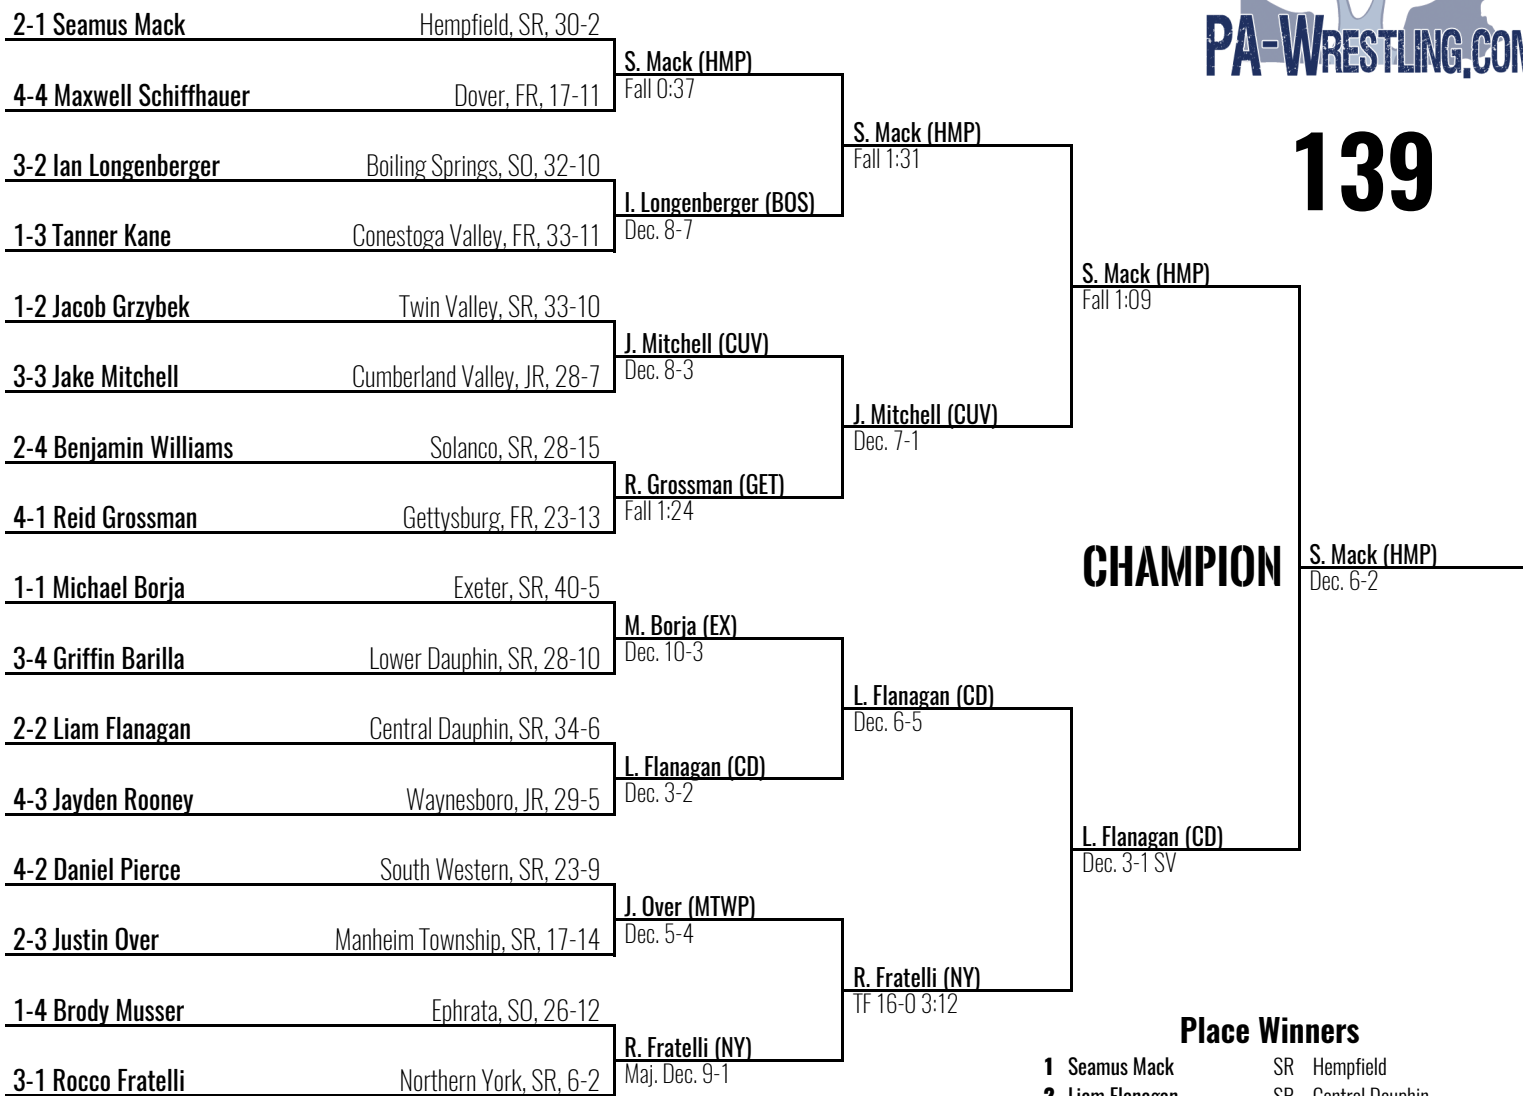 2-1 Seamus Mack Hempfield, SR, 30-2
4-4 Maxwell Schiffhauer Dover, FR, 17-11
3-2 Ian Longenberger Boiling Springs, SO, 32-10
1-3 Tanner Kane Conestoga Valley, FR, 33-11
1-2 Jacob Grzybek Twin Valley, SR, 33-10
3-3 Jake Mitchell Cumberland Valley, JR, 28-7
2-4 Benjamin Williams Solanco, SR, 28-15
4-1 Reid Grossman Gettysburg, FR, 23-13
1-1 Michael Borja Exeter, SR, 40-5
3-4 Griffin Barilla Lower Dauphin, SR, 28-10
2-2 Liam Flanagan Central Dauphin, SR, 34-6
4-3 Jayden Rooney Waynesboro, JR, 29-5
4-2 Daniel Pierce South Western, SR, 23-9
2-3 Justin Over Manheim Township, SR, 17-14
1-4 Brody Musser Ephrata, SO, 26-12
3-1 Rocco Fratelli Northern York, SR, 6-2
S. Mack (HMP)
Fall 0:37
I. Longenberger (BOS)
Dec. 8-7
J. Mitchell (CUV)
Dec. 8-3
R. Grossman (GET)
Fall 1:24
M. Borja (EX)
Dec. 10-3
L. Flanagan (CD)
Dec. 3-2
J. Over (MTWP)
Dec. 5-4
R. Fratelli (NY)
Maj. Dec. 9-1
S. Mack (HMP)
Fall 1:31
J. Mitchell (CUV)
Dec. 7-1
L. Flanagan (CD)
Dec. 6-5
R. Fratelli (NY)
TF 16-0 3:12
S. Mack (HMP)
Fall 1:09
L. Flanagan (CD)
Dec. 3-1 SV
CHAMPION
S. Mack (HMP)
Dec. 6-2
PA-WRESTLING.COM
139
Place Winners
1 Seamus Mack SR Hempfield
2 Liam Flanagan SR Central Dauphin